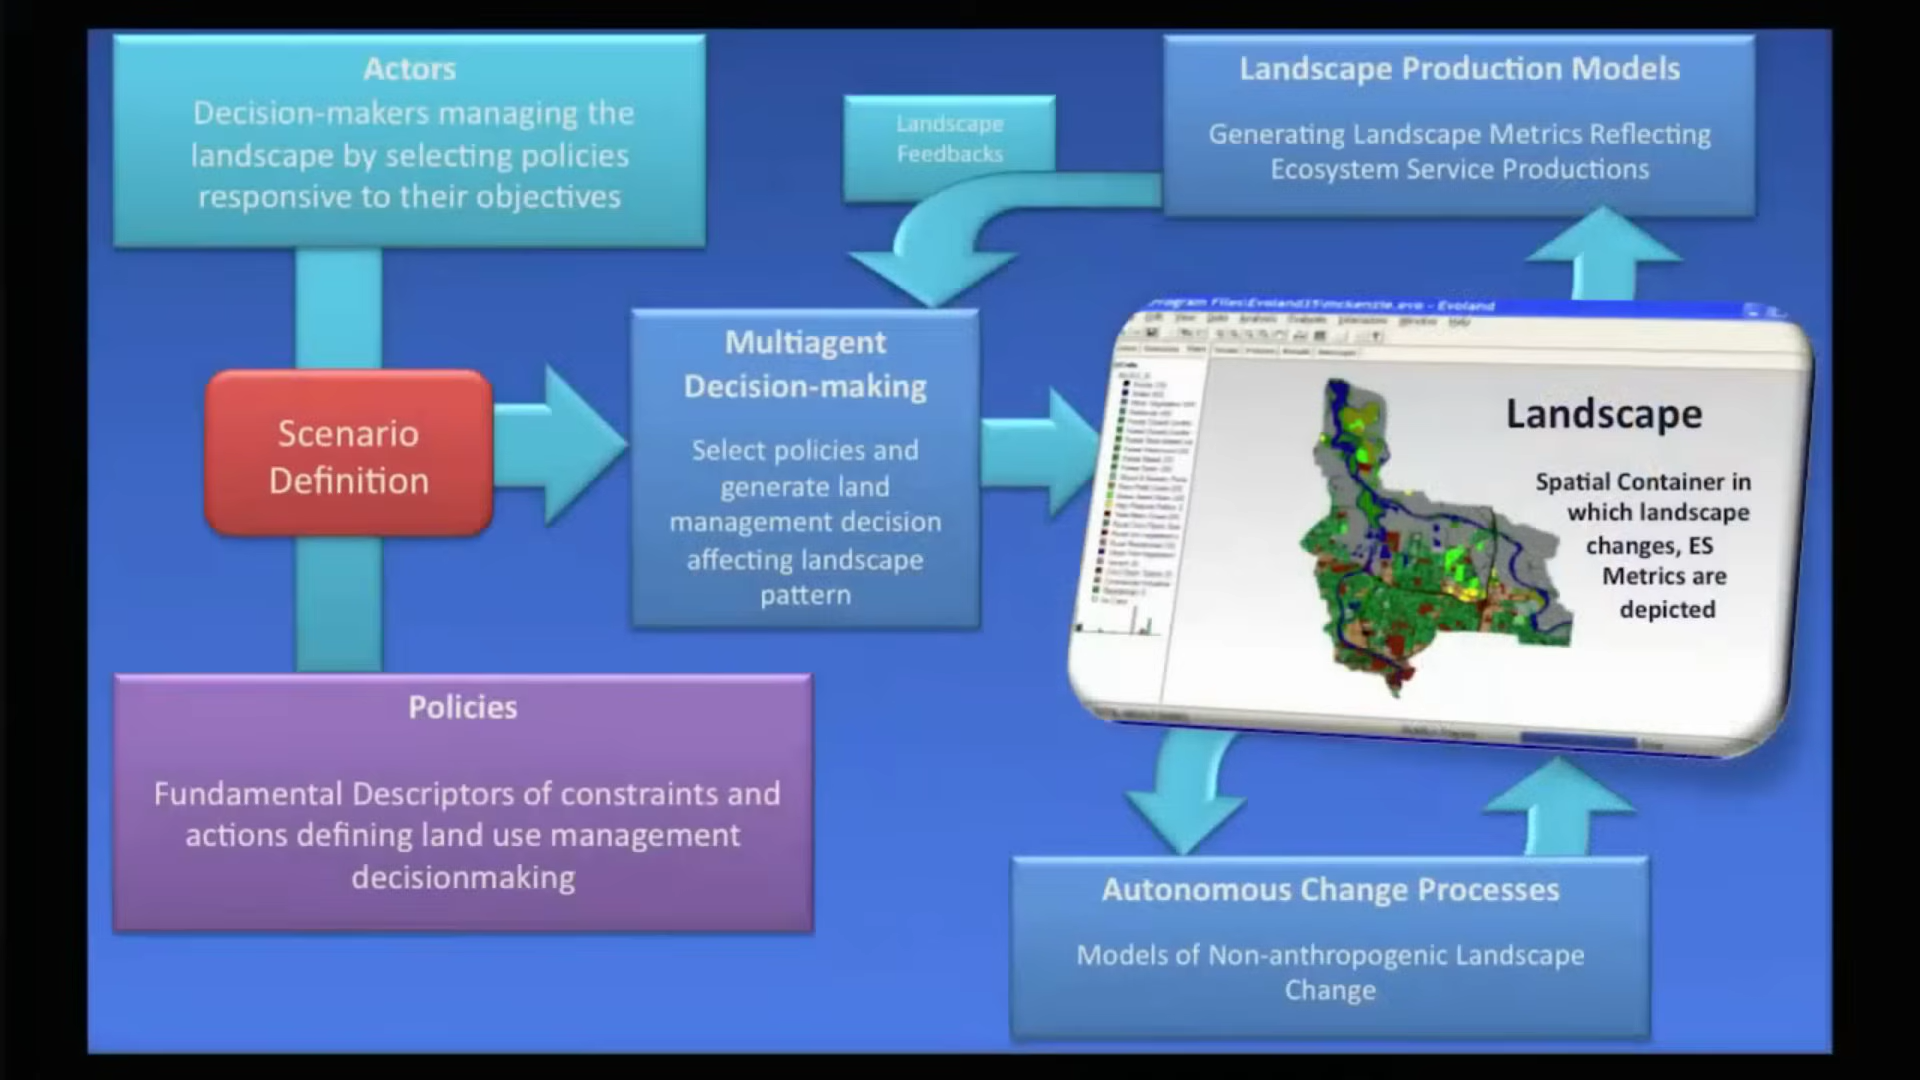 Actors
Decision-makers managing the
landscape by selecting policies
responsive to their objectives
Landscape
Feedbacks
Landscape Production Models
Generating Landscape Metrics Reflecting
Ecosystem Service Productions
Scenario
Definition
Multiagent
Decision-making
Select policies and
generate land
management decision
affecting landscape
pattern
Landscape
Spatial Container in
which landscape
changes, ES
Metrics are
depicted
Policies
Fundamental Descriptors of constraints and
actions defining land use management
decisionmaking
Autonomous Change Processes
Models of Non-anthropogenic Landscape
Change